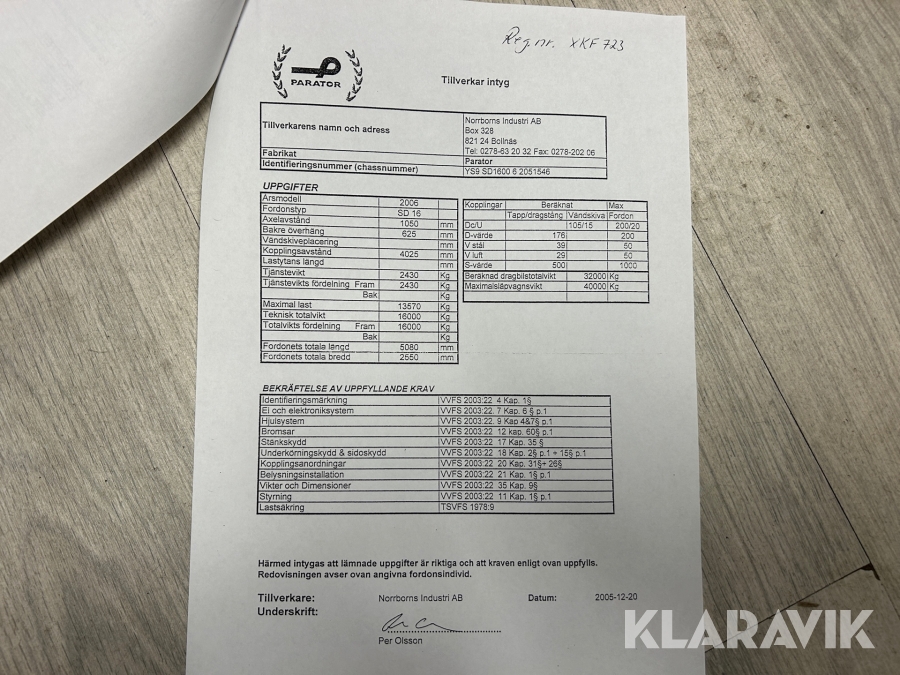 Reg.nr. XKF 723
PARATOR
Tillverkar intyg
Tillverkarens namn och adress
Norrborns Industri AB
Box 328
821 24 Bollnäs
Tel: 0278-63 20 32 Fax: 0278-202 06
Fabrikat Parator
Identifieringsnummer (chassnummer) YS9 SD1600 6 2051546
UPPGIFTER
Årsmodell 2006
Fordonstyp SD 16
Axelavstånd 1050 mm
Bakre överhäng 625 mm
Vändskiveplacering mm
Kopplingsavstånd 4025 mm
Lastytans längd mm
Tjänstevikt 2430 Kg
Tjänstevikts fördelning Fram 2430 Kg
Bak Kg
Maximal last 13570 Kg
Teknisk totalvikt 16000 Kg
Totalvikts fördelning Fram 16000 Kg
Bak Kg
Fordonets totala längd 5080 mm
Fordonets totala bredd 2550 mm
Kopplingar Beräknat Max
Tapp/dragstång Vändskiva Fordon
Dc/U 105/15 200/20
D-värde 176 200
V stål 39 50
V luft 29 50
S-värde 500 1000
Beräknad dragbilstotalvikt 32000 Kg
Maximalsläpvagnsvikt 40000 Kg
BEKRÄFTELSE AV UPPFYLLANDE KRAV
Identifieringsmärkning VVFS 2003:22 4 Kap. 1§
El och elektroniksystem VVFS 2003:22. 7 Kap. 6 § p.1
Hjulsystem VVFS 2003:22. 9 Kap 4&7§ p.1
Bromsar VVFS 2003:22 12 kap. 60§ p.1
Stänkskydd VVFS 2003:22 17 Kap. 35 §
Underkörningskydd & sidoskydd VVFS 2003:22 18 Kap. 2§ p.1 + 15§ p.1
Kopplingsanordningar VVFS 2003:22 20 Kap. 31§+ 26§
Belysningsinstallation VVFS 2003:22 21 Kap. 1§ p.1
Vikter och Dimensioner VVFS 2003:22 35 Kap. 9§
Styrning VVFS 2003:22 11 Kap. 1§ p.1
Lastsäkring TSVFS 1978:9
Härmed intygas att lämnade uppgifter är riktiga och att kraven enligt ovan uppfylls.
Redovisningen avser ovan angivna fordonsindivid.
Tillverkare: Norrborns Industri AB Datum: 2005-12-20
Underskrift:
Per Olsson
KLARAVIK